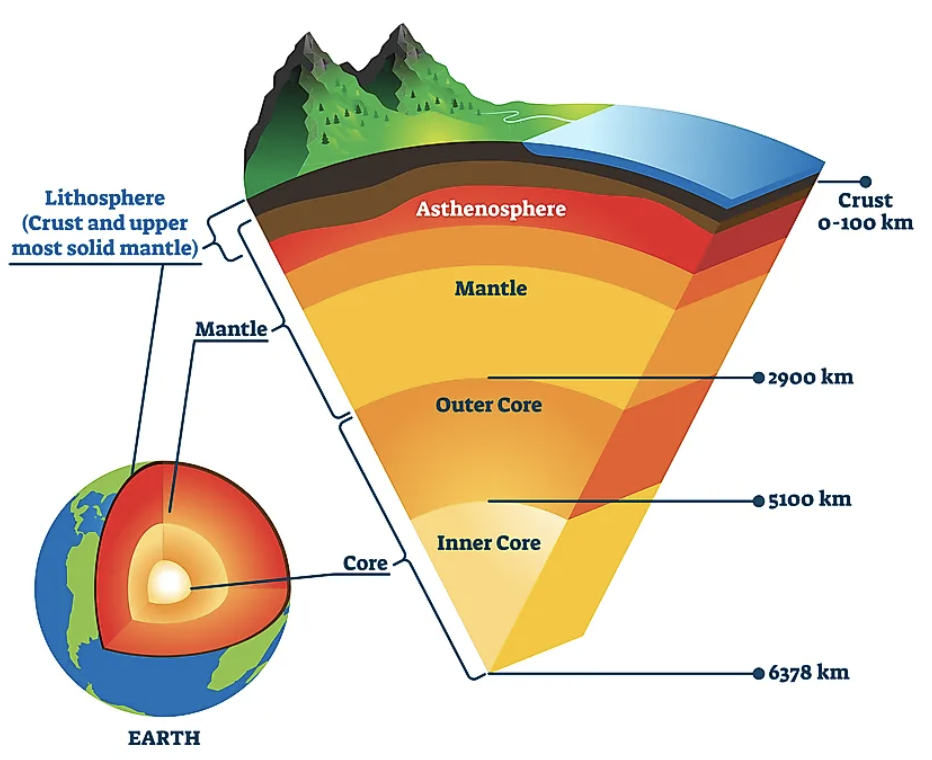 Lithosphere
(Crust and upper
most solid mantle)
Crust
0-100 km
Asthenosphere
Mantle
Mantle
2900 km
Outer Core
5100 km
Inner Core
Core
6378 km
EARTH